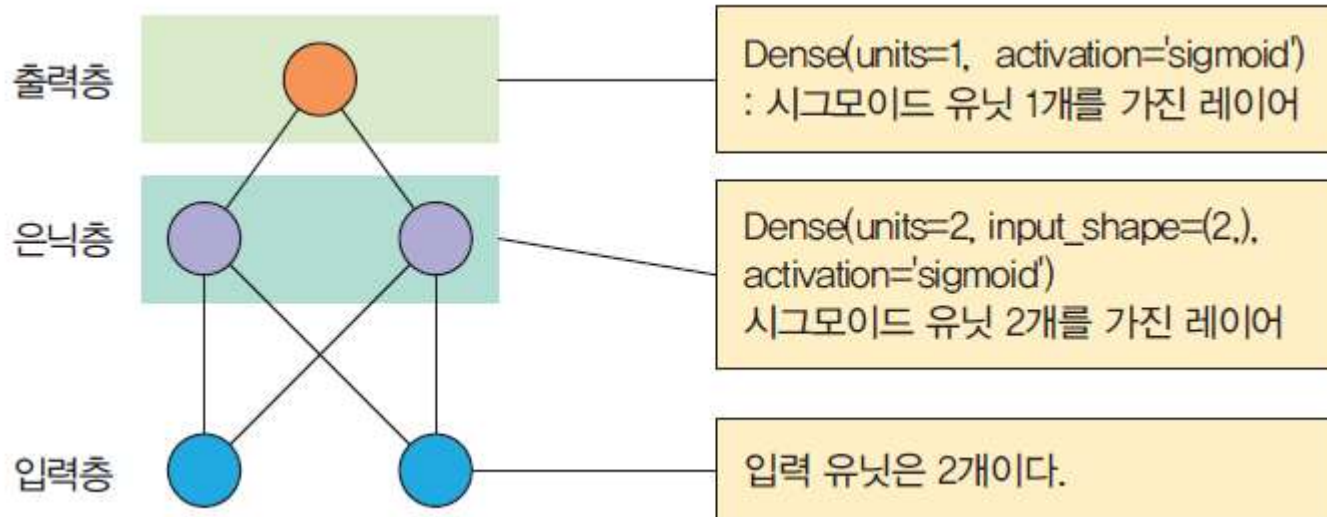 출력층
Dense(units=1, activation='sigmoid')
: 시그모이드 유닛 1개를 가진 레이어
은닉층
Dense(units=2, input_shape=(2,),
activation='sigmoid')
시그모이드 유닛 2개를 가진 레이어
입력층
입력 유닛은 2개이다.